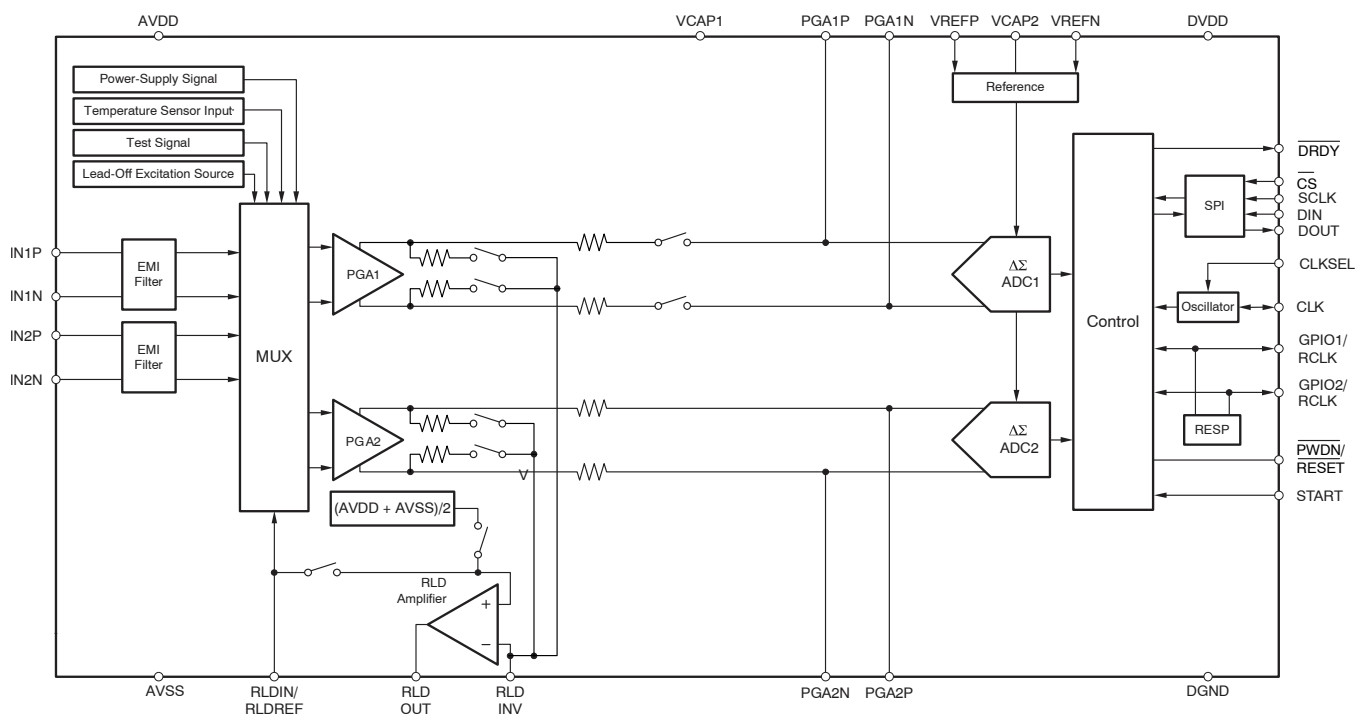 AVDD
VCAP1
PGA1P
PGA1N
VREFP
VCAP2
VREFN
DVDD
Power-Supply Signal
Temperature Sensor Input
Test Signal
Lead-Off Excitation Source
Reference
DRDY
CS
SCLK
DIN
DOUT
SPI
CLKSEL
Oscillator
CLK
Control
GPIO1/
RCLK
GPIO2/
RCLK
RESP
PWDN/
RESET
START
IN1P
IN1N
IN2P
IN2N
EMI
Filter
EMI
Filter
MUX
PGA1
PGA2
ΔΣ
ADC1
ΔΣ
ADC2
V
(AVDD + AVSS)/2
RLD
Amplifier
+
−
AVSS
RLDIN/
RLDREF
RLD
OUT
RLD
INV
PGA2N
PGA2P
DGND